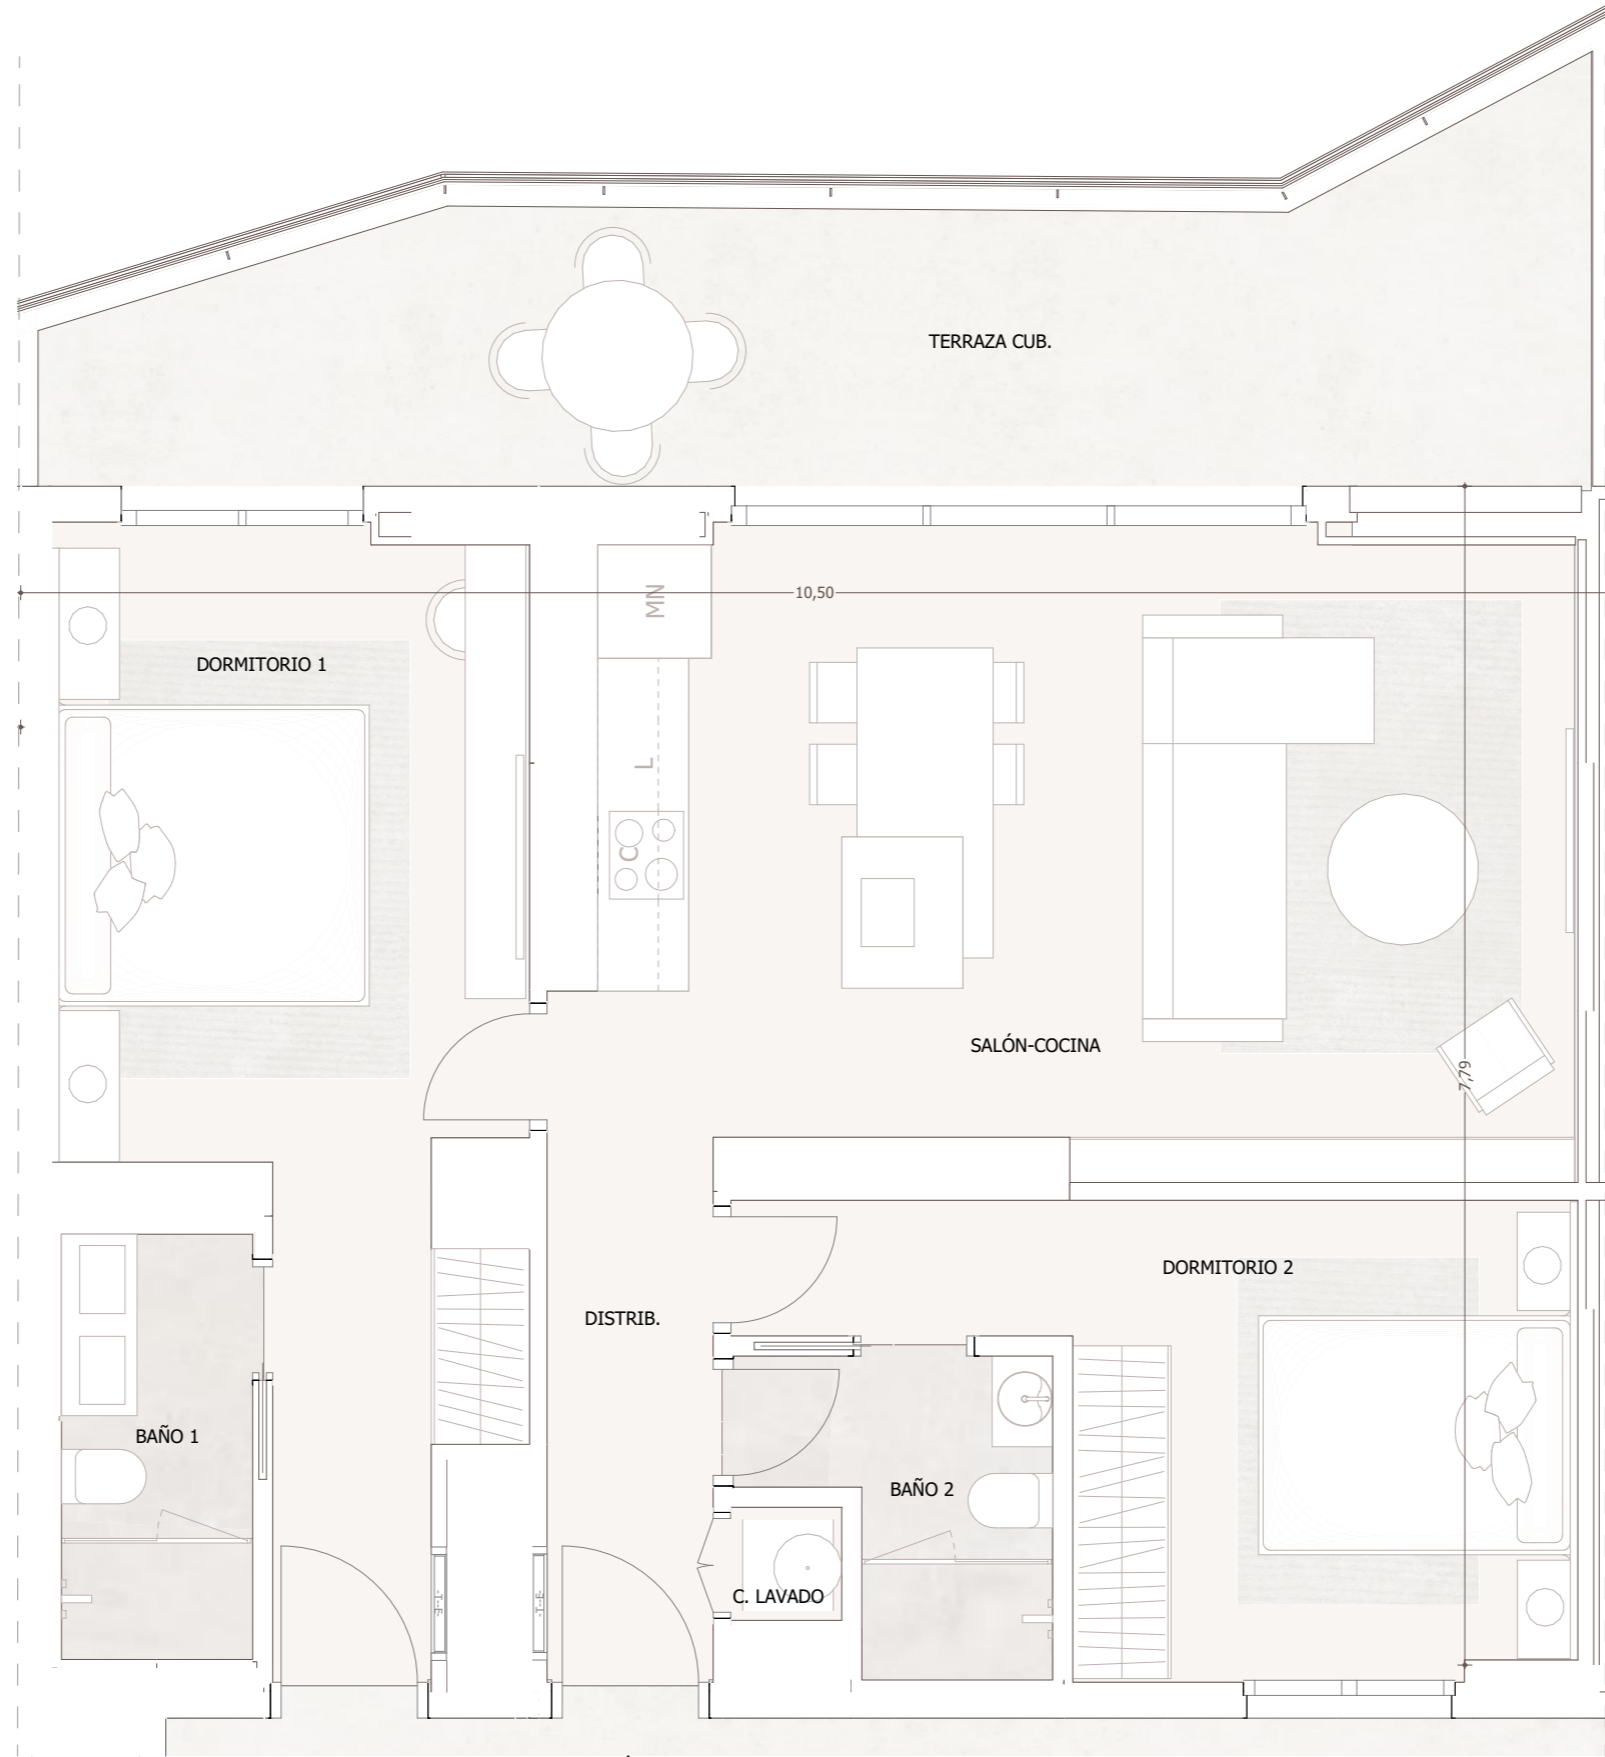 TERRAZA CUB.
10,50
MN
DORMITORIO 1
L
C
SALÓN-COCINA
7,79
DORMITORIO 2
DISTRIB.
BAÑO 1
BAÑO 2
C. LAVADO